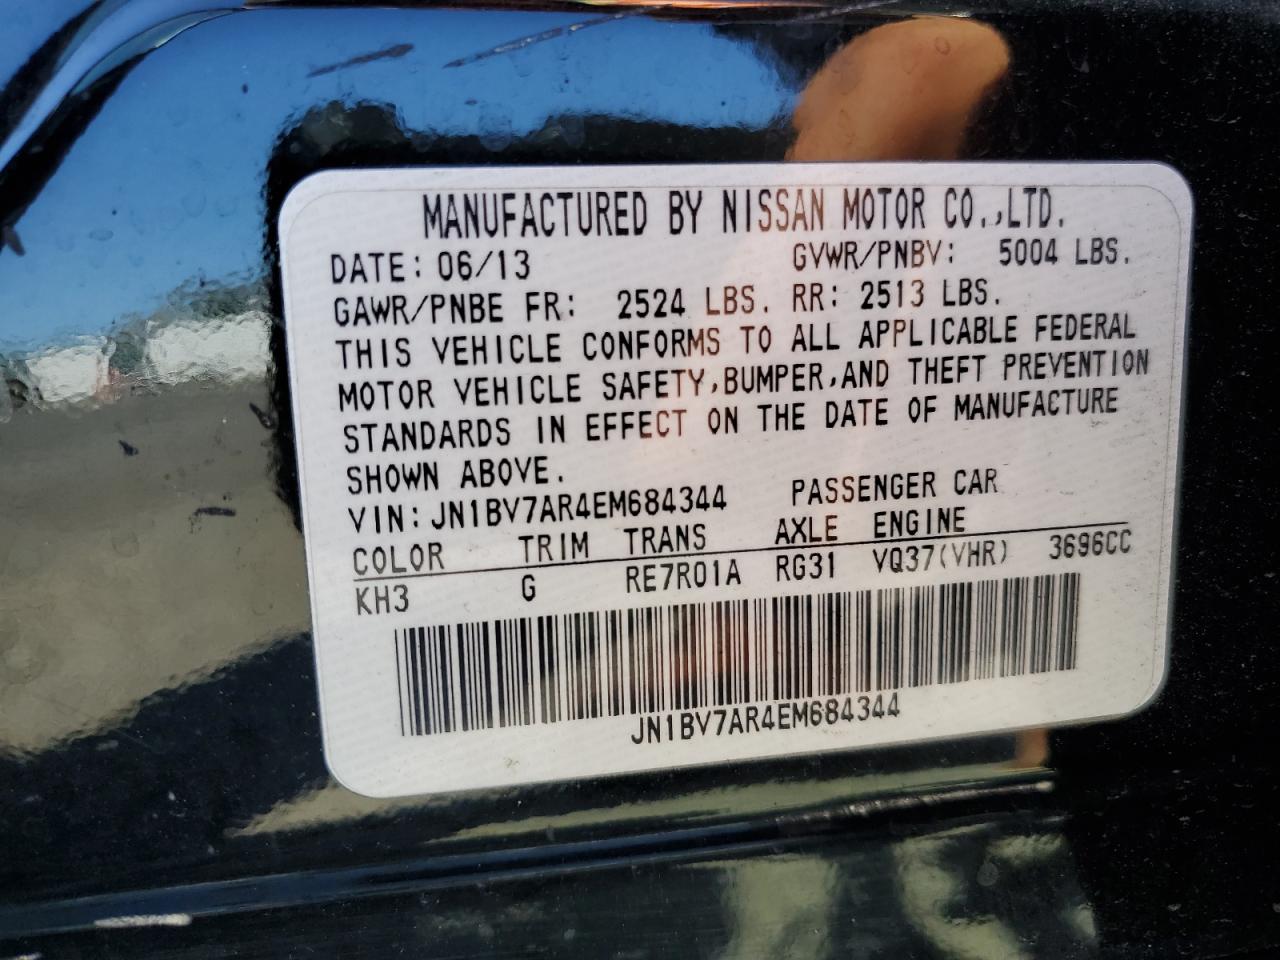 MANUFACTURED BY NISSAN MOTOR CO.,LTD.
DATE: 06/13 GVWR/PNBV: 5004 LBS.
GAWR/PNBE FR: 2524 LBS. RR: 2513 LBS.
THIS VEHICLE CONFORMS TO ALL APPLICABLE FEDERAL
MOTOR VEHICLE SAFETY,BUMPER,AND THEFT PREVENTION
STANDARDS IN EFFECT ON THE DATE OF MANUFACTURE
SHOWN ABOVE.
VIN: JN1BV7AR4EM684344 PASSENGER CAR
COLOR TRIM TRANS AXLE ENGINE
KH3 G RE7R01A RG31 VQ37(VHR) 3696CC
JN1BV7AR4EM684344